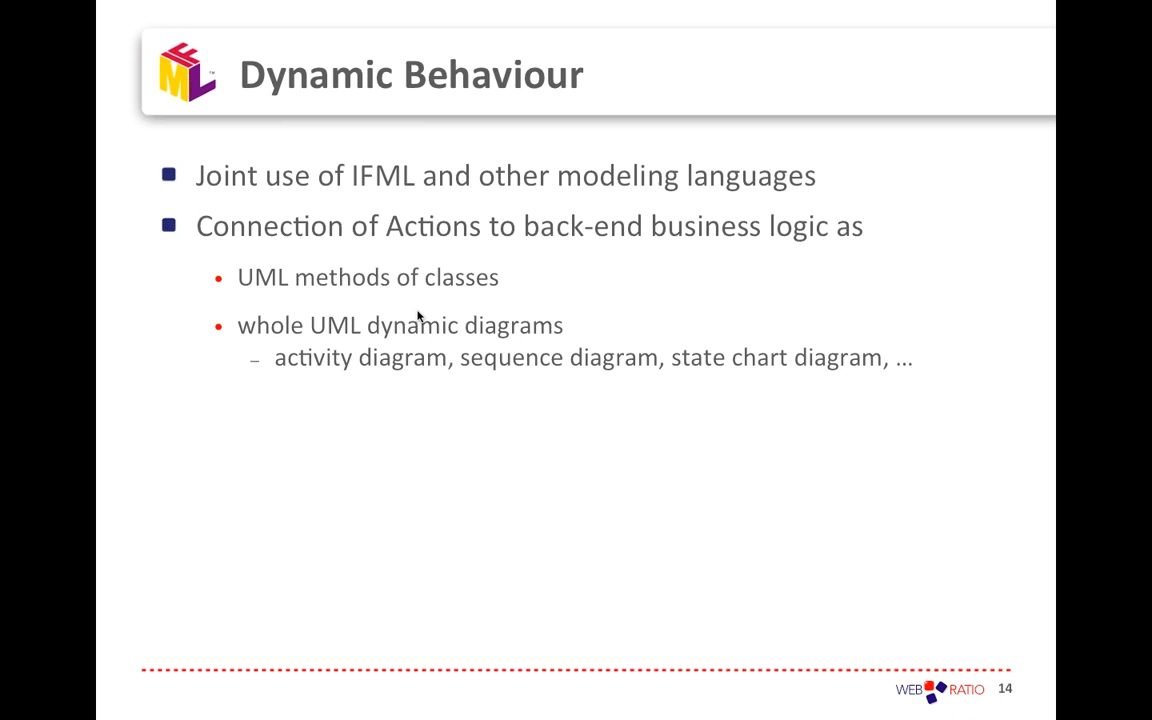 IFML™
Dynamic Behaviour
Joint use of IFML and other modeling languages
Connection of Actions to back-end business logic as
UML methods of classes
whole UML dynamic diagrams
– activity diagram, sequence diagram, state chart diagram, ...
WEB RATIO 14